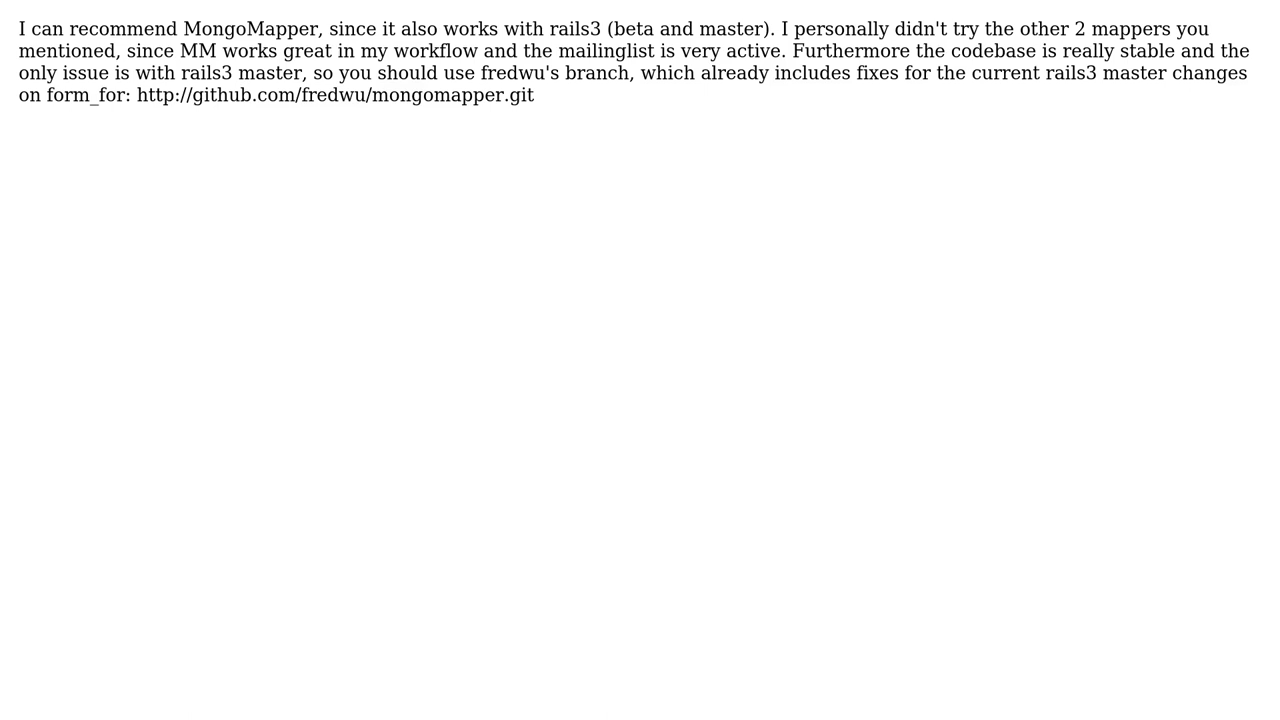 I can recommend MongoMapper, since it also works with rails3 (beta and master). I personally didn't try the other 2 mappers you
mentioned, since MM works great in my workflow and the mailinglist is very active. Furthermore the codebase is really stable and the
only issue is with rails3 master, so you should use fredwu's branch, which already includes fixes for the current rails3 master changes
on form_for: http://github.com/fredwu/mongomapper.git